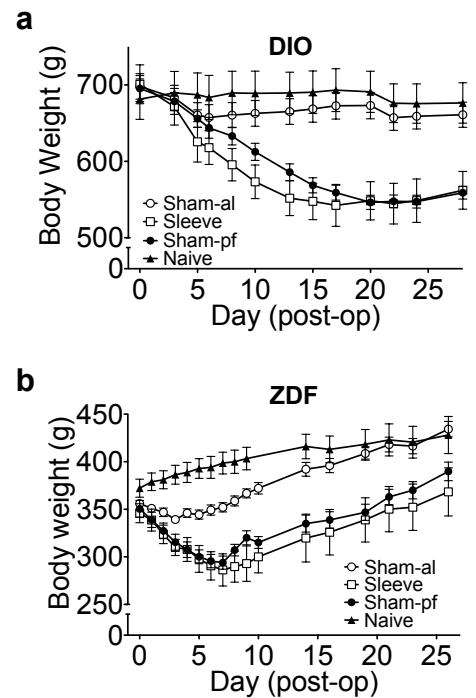 a
DIO
Body Weight (g)
700
600
500
0
Sham-al
Sleeve
Sham-pf
Naive
0 5 10 15 20 25
Day (post-op)
b
ZDF
Body weight (g)
450
400
350
300
250
0
Sham-al
Sleeve
Sham-pf
Naive
0 5 10 15 20 25
Day (post-op)